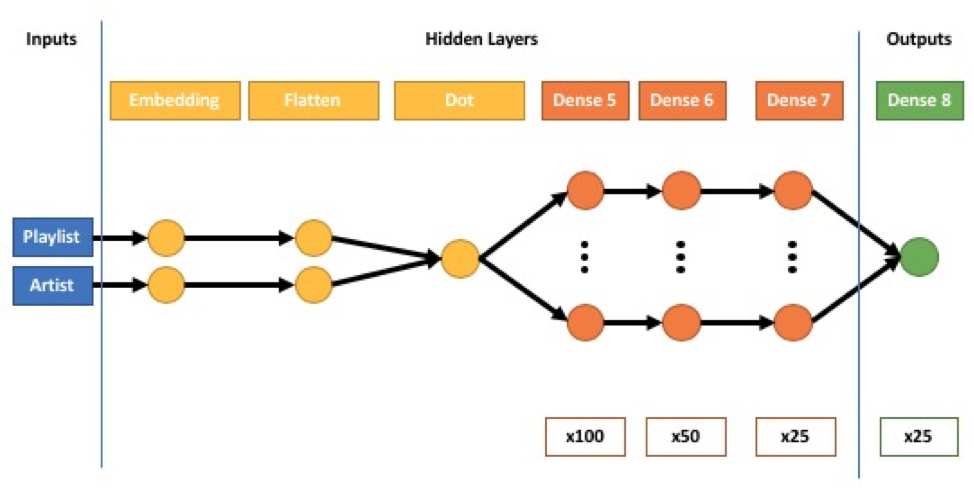 Inputs
Hidden Layers
Outputs
Embedding
Flatten
Dot
Dense 5
Dense 6
Dense 7
Dense 8
Playlist
Artist
x100
x50
x25
x25